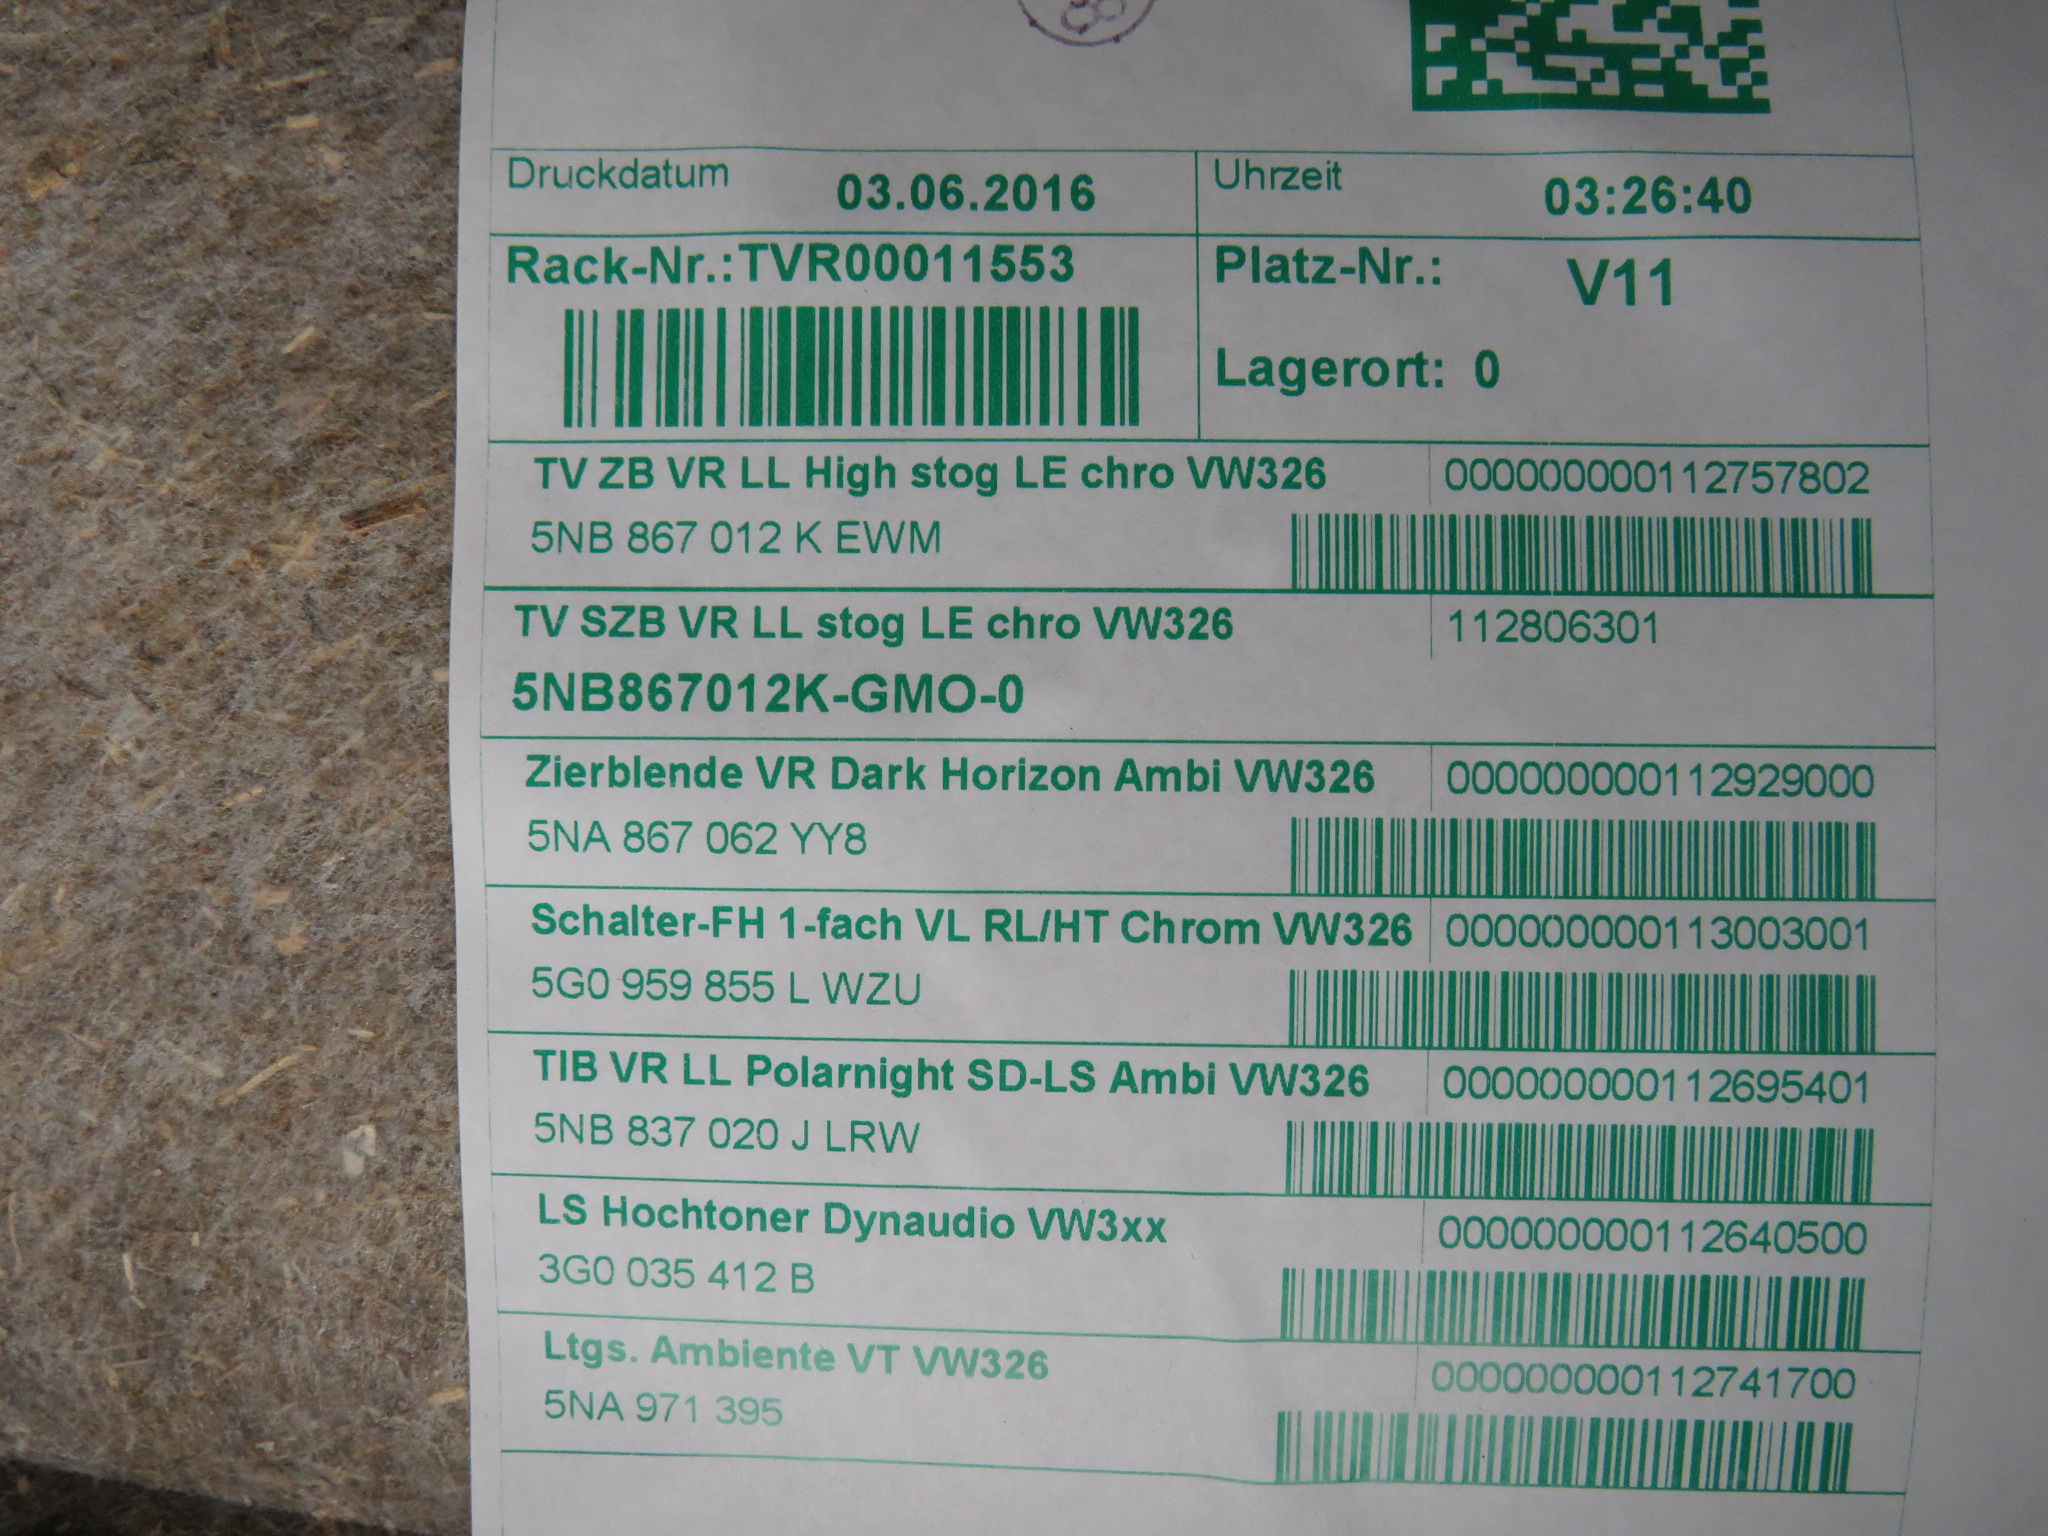 Druckdatum 03.06.2016 Uhrzeit 03:26:40
Rack-Nr.:TVR00011553 Platz-Nr.: V11
Lagerort: 0
TV ZB VR LL High stog LE chro VW326 000000000112757802
5NB 867 012 K EWM
TV SZB VR LL stog LE chro VW326 112806301
5NB867012K-GMO-0
Zierblende VR Dark Horizon Ambi VW326 000000000112929000
5NA 867 062 YY8
Schalter-FH 1-fach VL RL/HT Chrom VW326 000000000113003001
5G0 959 855 L WZU
TIB VR LL Polarnight SD-LS Ambi VW326 000000000112695401
5NB 837 020 J LRW
LS Hochtoner Dynaudio VW3xx 000000000112640500
3G0 035 412 B
Ltgs. Ambiente VT VW326 000000000112741700
5NA 971 395